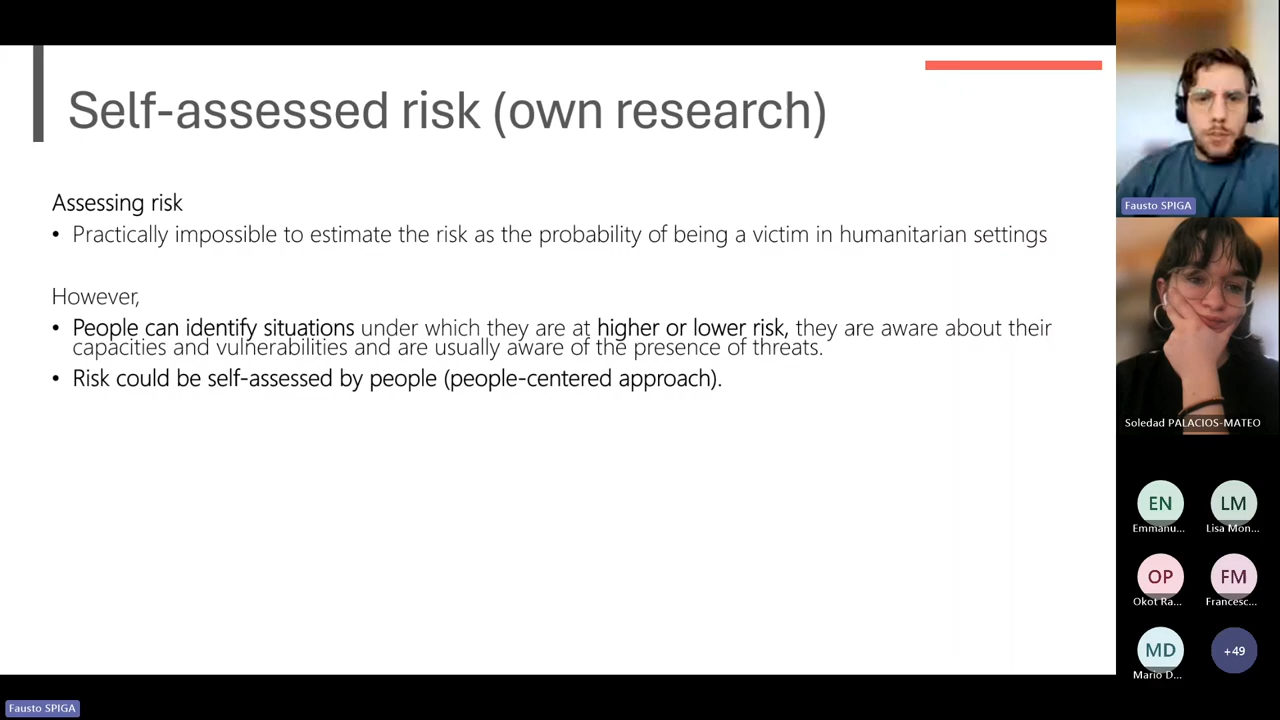 Self-assessed risk (own research)
Assessing risk
• Practically impossible to estimate the risk as the probability of being a victim in humanitarian settings
However,
• People can identify situations under which they are at higher or lower risk, they are aware about their
capacities and vulnerabilities and are usually aware of the presence of threats.
• Risk could be self-assessed by people (people-centered approach).
Fausto SPIGA
Soledad PALACIOS-MATEO
EN
LM
Emmanu...
Lisa Mon...
OP
FM
Okot Ra...
Francesc...
MD
+49
Mario D...
Fausto SPIGA